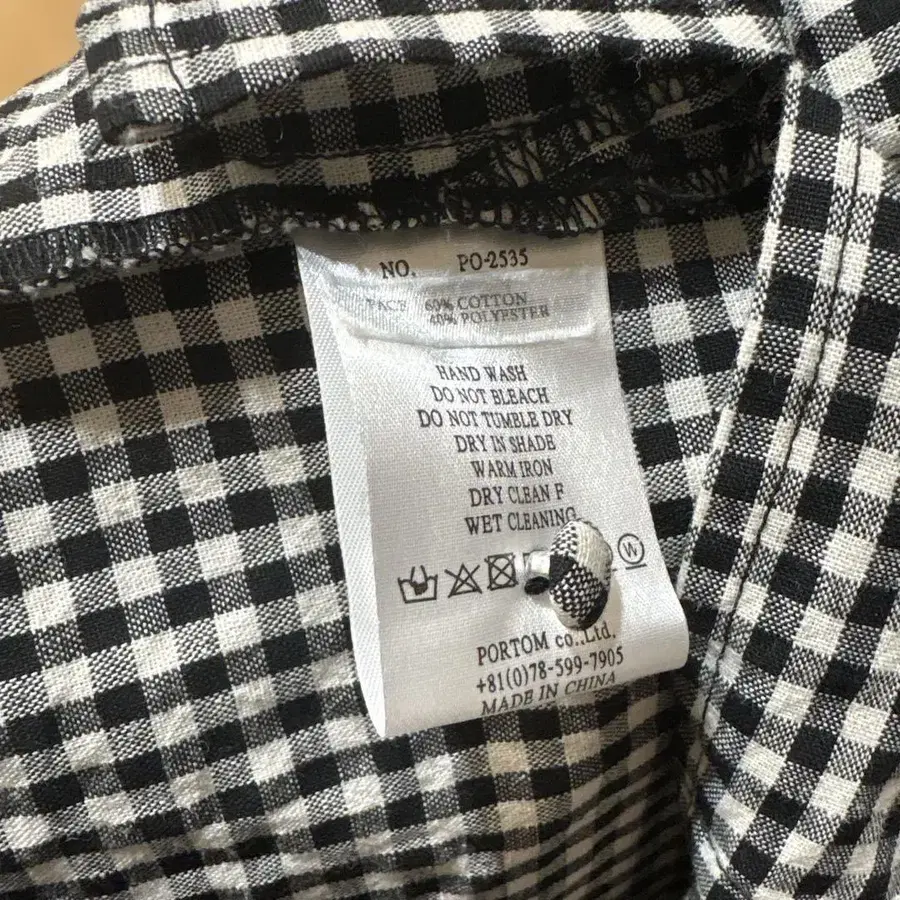 NO. PO-2535
FACE 60% COTTON
40% POLYESTER
HAND WASH
DO NOT BLEACH
DO NOT TUMBLE DRY
DRY IN SHADE
WARM IRON
DRY CLEAN F
WET CLEANING
W
PORTOM co.,Ltd.
+81(0)78-599-7905
MADE IN CHINA